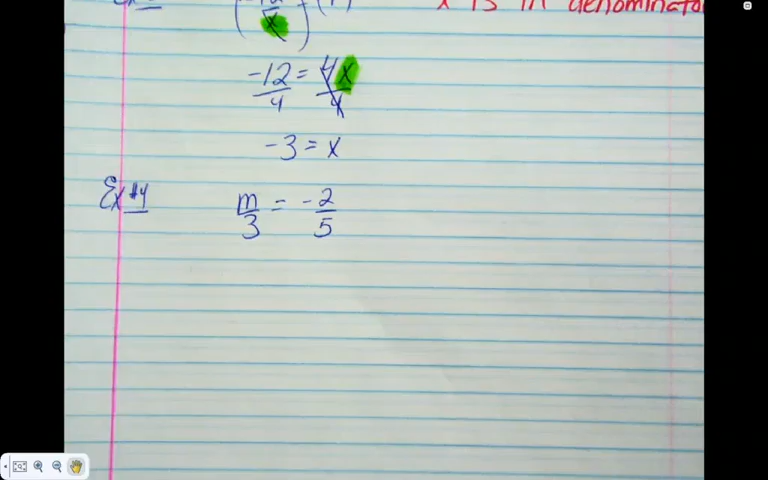 x is in denominator
x
-12 = 4x
4 4
-3 = x
Ex #4 m = -2
3 5